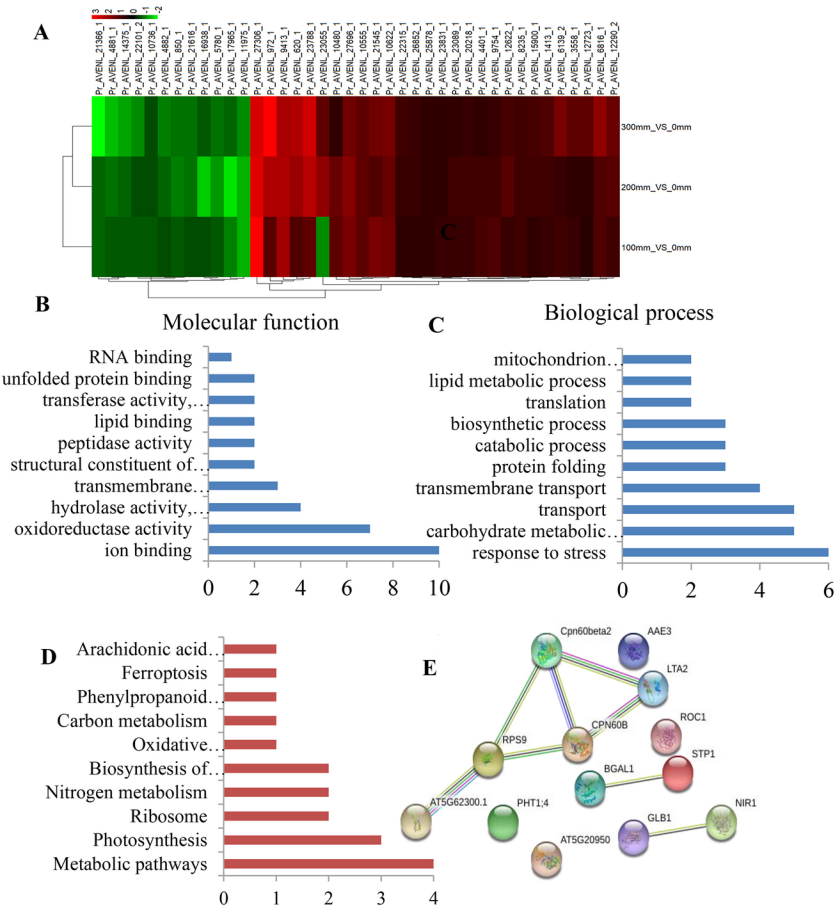 A
3 2 1 0 -1 -2
Pr_AVENL_21386_1
Pr_AVENL_4881_1
Pr_AVENL_14375_1
Pr_AVENL_22101_2
Pr_AVENL_10736_1
Pr_AVENL_4882_1
Pr_AVENL_650_1
Pr_AVENL_21616_1
Pr_AVENL_16938_1
Pr_AVENL_5780_1
Pr_AVENL_17965_1
Pr_AVENL_11975_1
Pr_AVENL_27306_1
Pr_AVENL_972_1
Pr_AVENL_9413_1
Pr_AVENL_620_1
Pr_AVENL_23788_1
Pr_AVENL_23055_1
Pr_AVENL_10480_1
Pr_AVENL_27696_1
Pr_AVENL_10555_1
Pr_AVENL_21545_1
Pr_AVENL_10622_1
Pr_AVENL_22315_1
Pr_AVENL_26852_1
Pr_AVENL_25878_1
Pr_AVENL_23831_1
Pr_AVENL_23089_1
Pr_AVENL_20218_1
Pr_AVENL_4401_1
Pr_AVENL_9754_1
Pr_AVENL_12622_1
Pr_AVENL_8235_1
Pr_AVENL_15900_1
Pr_AVENL_1413_1
Pr_AVENL_6139_2
Pr_AVENL_3556_1
Pr_AVENL_12723_1
Pr_AVENL_6616_1
Pr_AVENL_12290_2
300mm_VS_0mm
200mm_VS_0mm
100mm_VS_0mm
C
B
Molecular function
RNA binding
unfolded protein binding
transferase activity,…
lipid binding
peptidase activity
structural constituent of…
transmembrane…
hydrolase activity,…
oxidoreductase activity
ion binding
0 2 4 6 8 10
C
Biological process
mitochondrion…
lipid metabolic process
translation
biosynthetic process
catabolic process
protein folding
transmembrane transport
transport
carbohydrate metabolic…
response to stress
0 2 4 6
D
Arachidonic acid…
Ferroptosis
Phenylpropanoid…
Carbon metabolism
Oxidative…
Biosynthesis of…
Nitrogen metabolism
Ribosome
Photosynthesis
Metabolic pathways
0 1 2 3 4
E
Cpn60beta2
AAE3
LTA2
ROC1
CPN60B
RPS9
STP1
BGAL1
AT5G62300.1
PHT1;4
GLB1
NIR1
AT5G20950